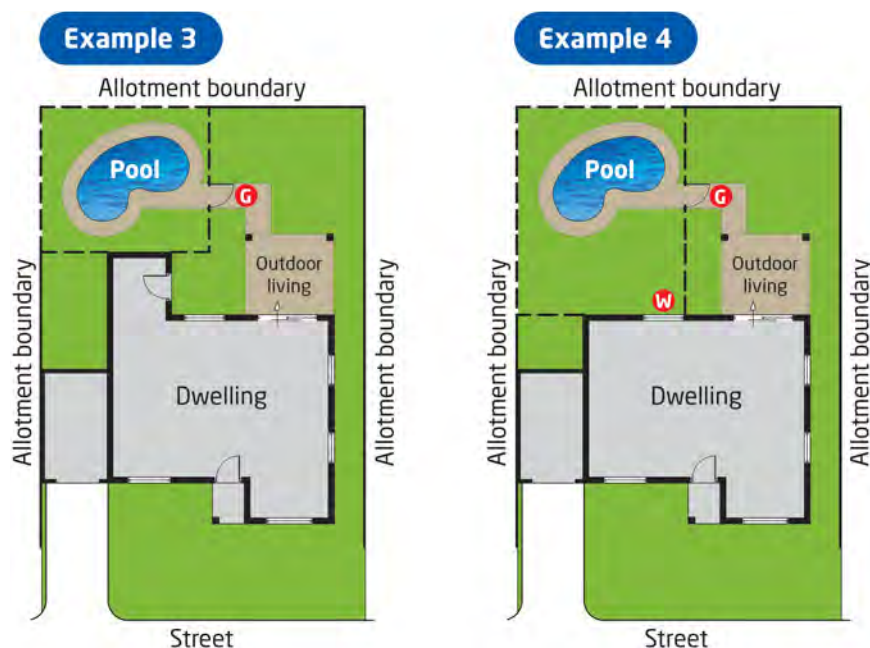 Example 3
Allotment boundary
Allotment boundary
Pool
G
Outdoor
living
Dwelling
Allotment boundary
Street
Example 4
Allotment boundary
Allotment boundary
Pool
G
W
Outdoor
living
Dwelling
Allotment boundary
Street